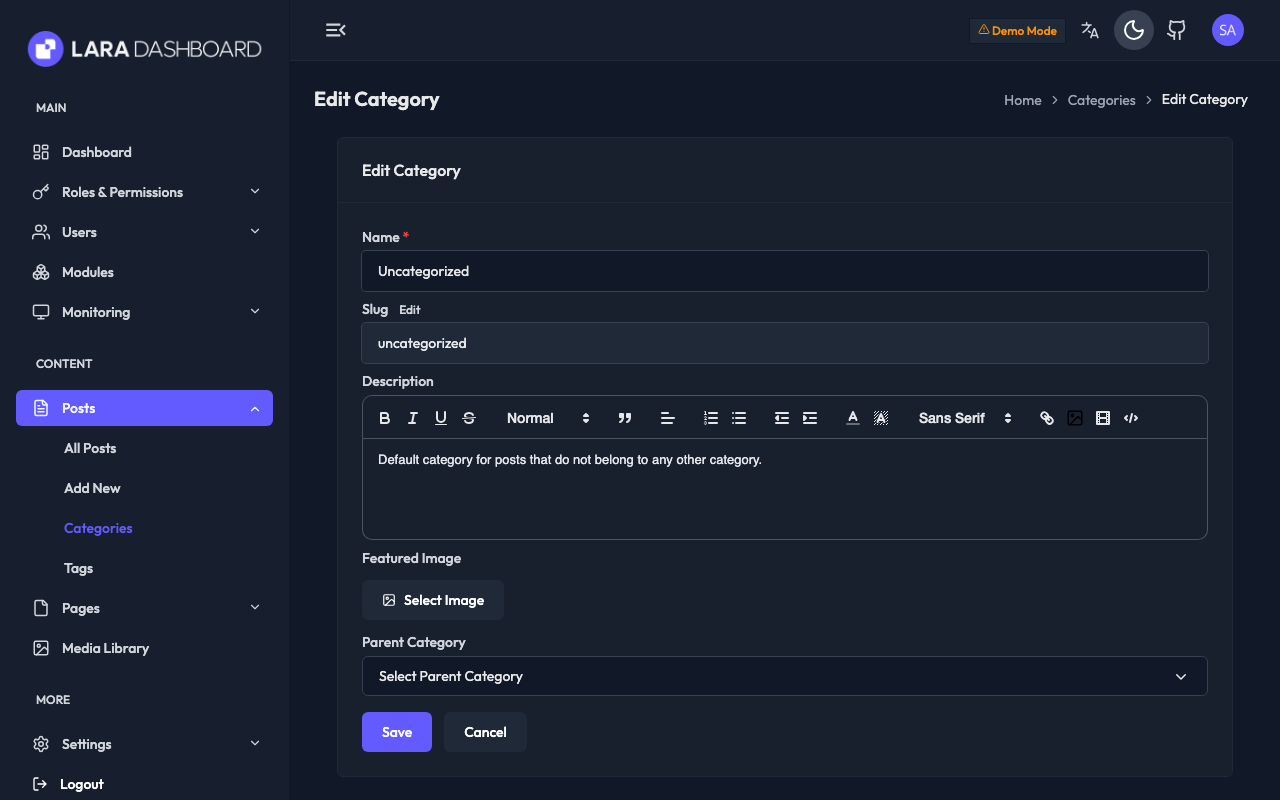 LARA DASHBOARD
MAIN
Dashboard
Roles & Permissions
Users
Modules
Monitoring
CONTENT
Posts
All Posts
Add New
Categories
Tags
Pages
Media Library
MORE
Settings
Logout
Demo Mode
SA
Edit Category
Home > Categories > Edit Category
Edit Category
Name *
Uncategorized
Slug Edit
uncategorized
Description
Normal Sans Serif
Default category for posts that do not belong to any other category.
Featured Image
Select Image
Parent Category
Select Parent Category
Save Cancel